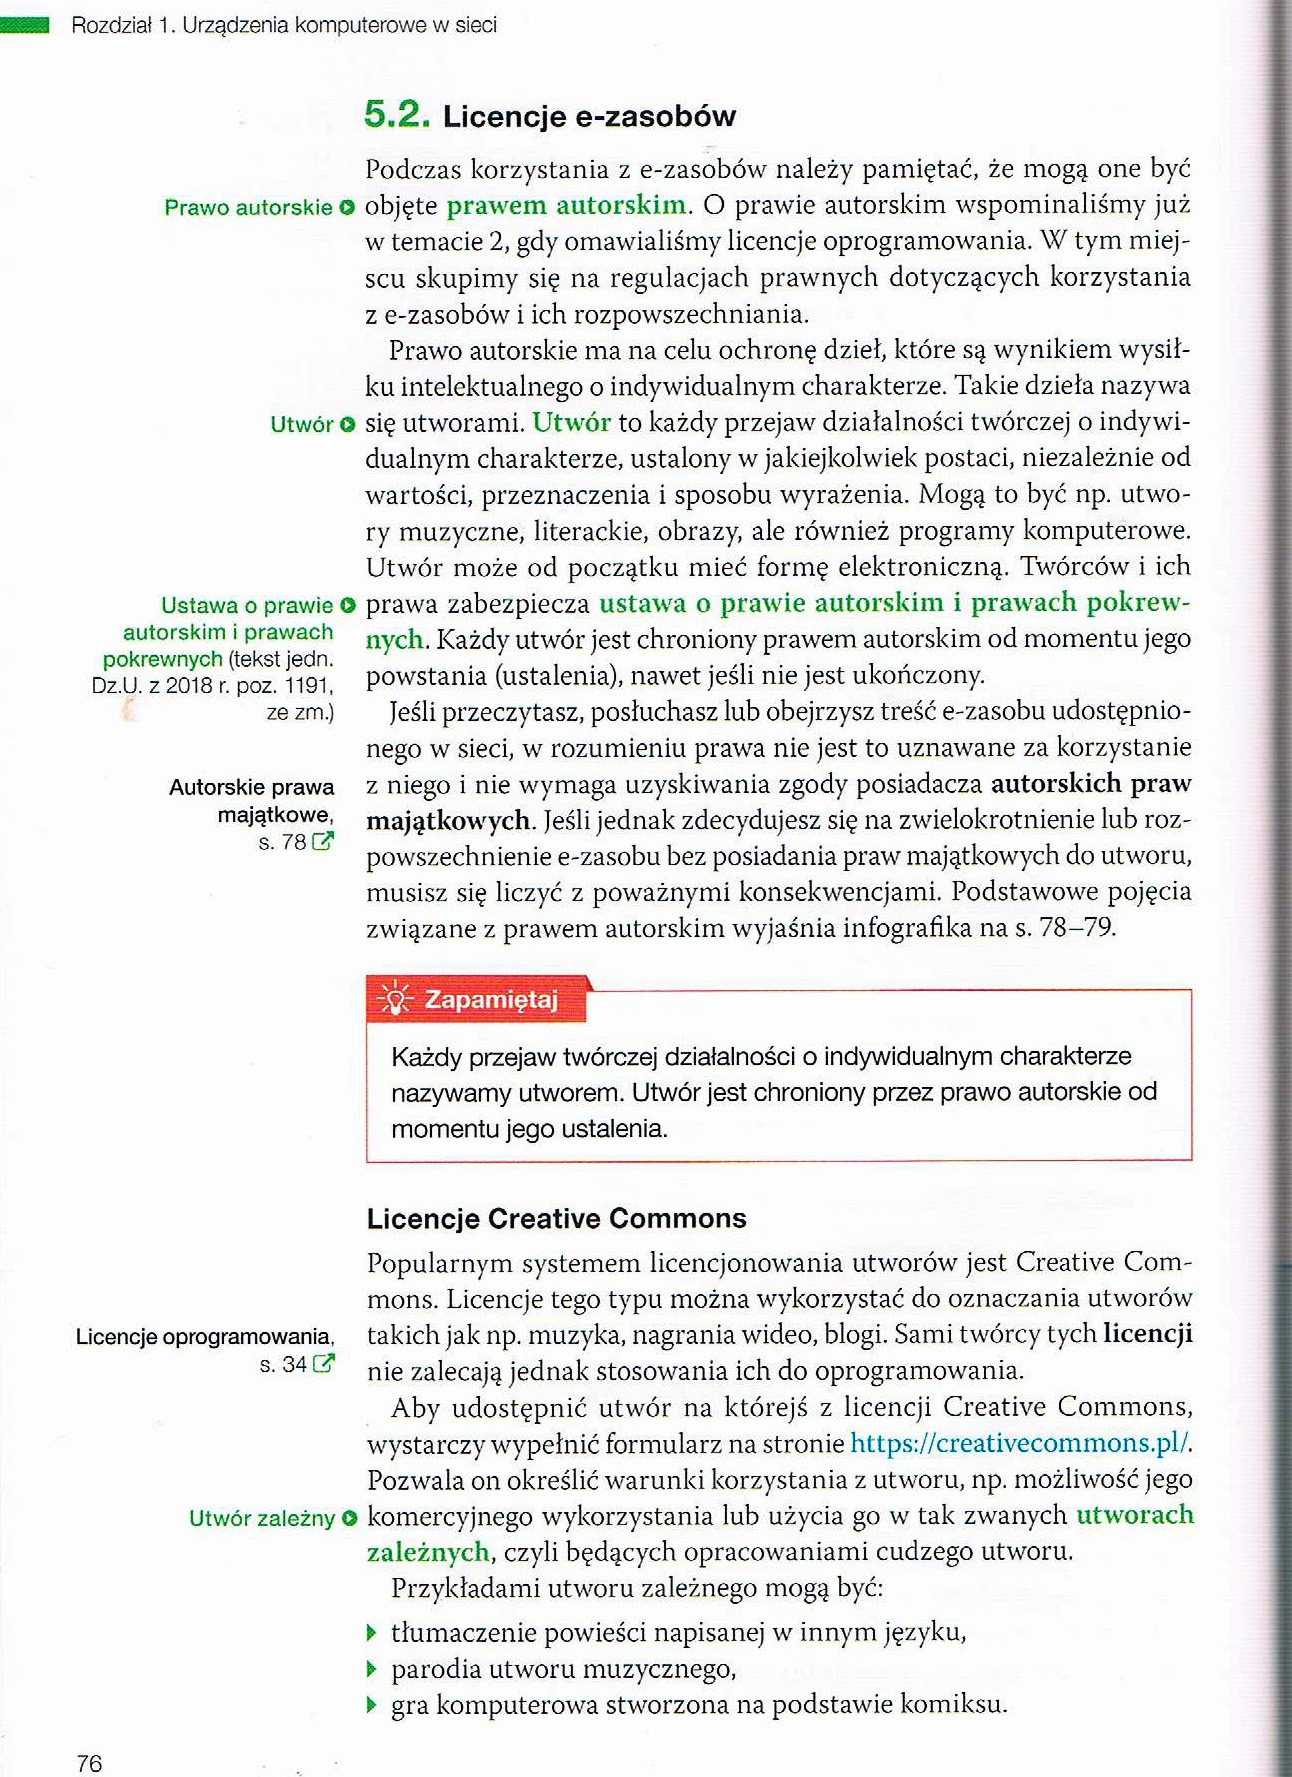 Rozdział 1. Urządzenia komputerowe w sieci
5.2. Licencje e-zasobów
Podczas korzystania z e-zasobów należy pamiętać, że mogą one być
Prawo autorskie
objęte prawem autorskim. O prawie autorskim wspominaliśmy już
w temacie 2, gdy omawialiśmy licencje oprogramowania. W tym miej-
scu skupimy się na regulacjach prawnych dotyczących korzystania
z e-zasobów i ich rozpowszechniania.
Prawo autorskie ma na celu ochronę dzieł, które są wynikiem wysił-
ku intelektualnego o indywidualnym charakterze. Takie dzieła nazywa
Utwór
się utworami. Utwór to każdy przejaw działalności twórczej o indywi-
dualnym charakterze, ustalony w jakiejkolwiek postaci, niezależnie od
wartości, przeznaczenia i sposobu wyrażenia. Mogą to być np. utwo-
ry muzyczne, literackie, obrazy, ale również programy komputerowe.
Utwór może od początku mieć formę elektroniczną. Twórców i ich
Ustawa o prawie
autorskim i prawach
pokrewnych (tekst jedn.
Dz.U. z 2018 r. poz. 1191,
ze zm.)
prawa zabezpiecza ustawa o prawie autorskim i prawach pokrew-
nych. Każdy utwór jest chroniony prawem autorskim od momentu jego
powstania (ustalenia), nawet jeśli nie jest ukończony.
Jeśli przeczytasz, posłuchasz lub obejrzysz treść e-zasobu udostępnio-
nego w sieci, w rozumieniu prawa nie jest to uznawane za korzystanie
Autorskie prawa
majątkowe,
s. 78
z niego i nie wymaga uzyskiwania zgody posiadacza autorskich praw
majątkowych. Jeśli jednak zdecydujesz się na zwielokrotnienie lub roz-
powszechnienie e-zasobu bez posiadania praw majątkowych do utworu,
musisz się liczyć z poważnymi konsekwencjami. Podstawowe pojęcia
związane z prawem autorskim wyjaśnia infografika na s. 78–79.
Zapamiętaj
Każdy przejaw twórczej działalności o indywidualnym charakterze
nazywamy utworem. Utwór jest chroniony przez prawo autorskie od
momentu jego ustalenia.
Licencje Creative Commons
Popularnym systemem licencjonowania utworów jest Creative Com-
mons. Licencje tego typu można wykorzystać do oznaczania utworów
Licencje oprogramowania,
s. 34
takich jak np. muzyka, nagrania wideo, blogi. Sami twórcy tych licencji
nie zalecają jednak stosowania ich do oprogramowania.
Aby udostępnić utwór na którejś z licencji Creative Commons,
wystarczy wypełnić formularz na stronie https://creativecommons.pl/.
Pozwala on określić warunki korzystania z utworu, np. możliwość jego
Utwór zależny
komercyjnego wykorzystania lub użycia go w tak zwanych utworach
zależnych, czyli będących opracowaniami cudzego utworu.
Przykładami utworu zależnego mogą być:
tłumaczenie powieści napisanej w innym języku,
parodia utworu muzycznego,
gra komputerowa stworzona na podstawie komiksu.
76